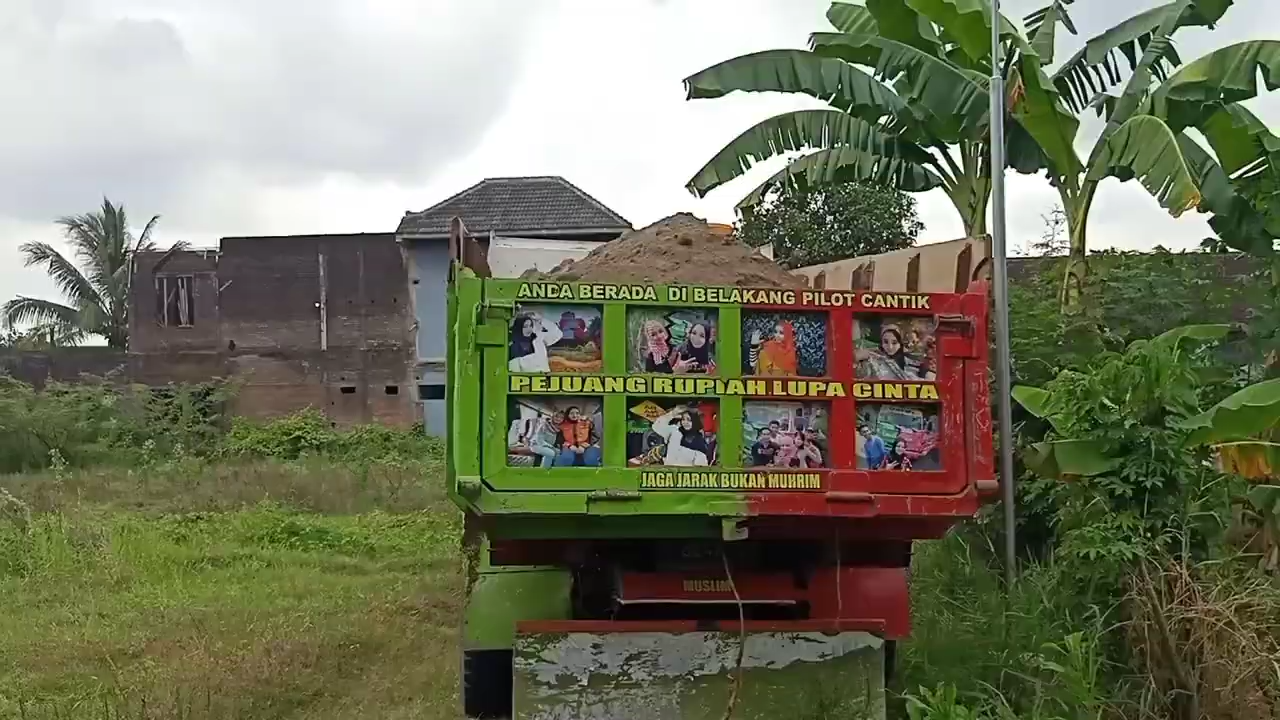 ANDA BERADA DI BELAKANG PILOT CANTIK
PEJUANG RUPIAH LUPA CINTA
JAGA JARAK BUKAN MUHRIM
MUSLIM